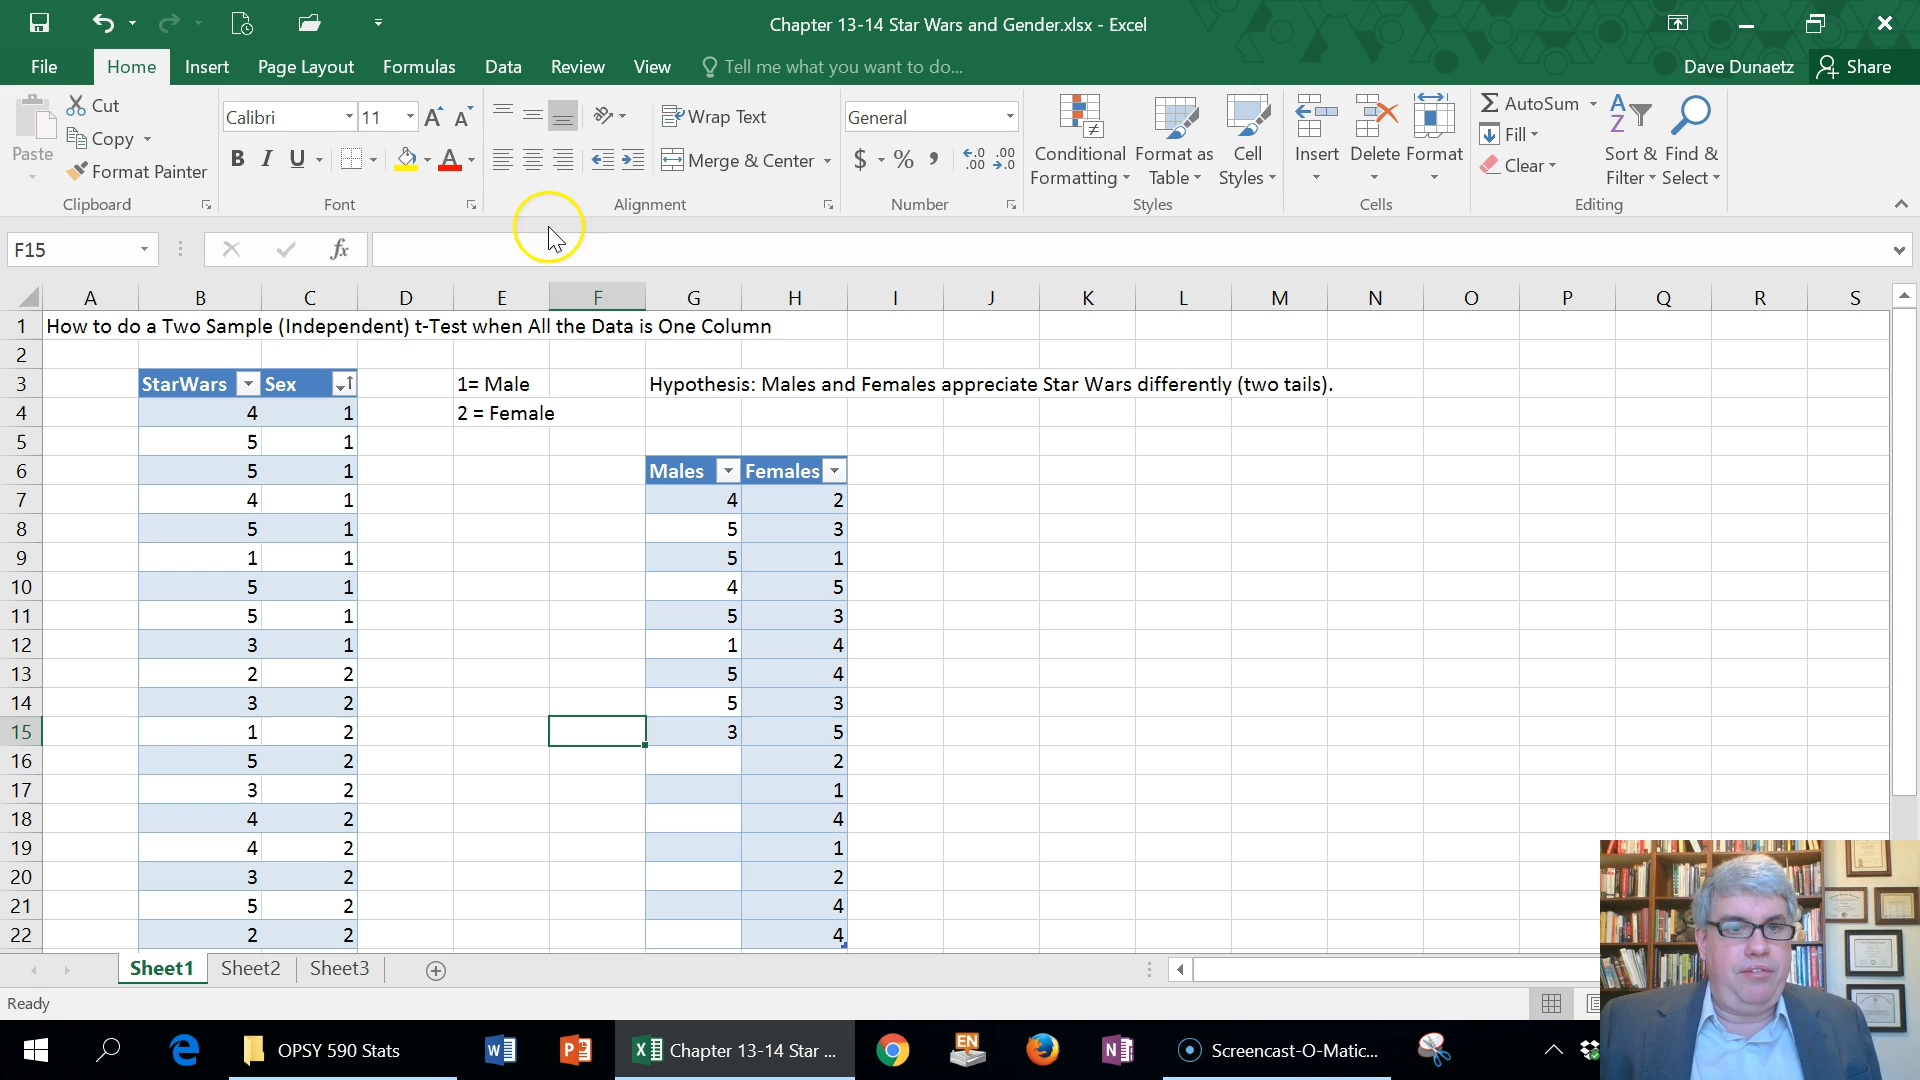 Chapter 13-14 Star Wars and Gender.xlsx - Excel
File Home Insert Page Layout Formulas Data Review View Tell me what you want to do... Dave Dunaetz Share
Paste Cut Copy Format Painter Clipboard
Calibri 11 A A B I U A Font
Wrap Text Merge & Center Alignment
General $ % , Number
Conditional Formatting Format as Table Cell Styles Styles
Insert Delete Format Cells
AutoSum Fill Clear Sort & Filter Find & Select Editing
F15 fx
A B C D E F G H I J K L M N O P Q R S
1 How to do a Two Sample (Independent) t-Test when All the Data is One Column
2
3 StarWars Sex 1= Male Hypothesis: Males and Females appreciate Star Wars differently (two tails).
4 4 1 2 = Female
5 5 1
6 5 1 Males Females
7 4 1 4 2
8 5 1 5 3
9 1 1 5 1
10 5 1 4 5
11 5 1 5 3
12 3 1 1 4
13 2 2 5 4
14 3 2 5 3
15 1 2 3 5
16 5 2 2
17 3 2 1
18 4 2 4
19 4 2 1
20 3 2 2
21 5 2 4
22 2 2 4
Sheet1 Sheet2 Sheet3
Ready
OPSY 590 Stats Chapter 13-14 Star ... EN Screencast-O-Matic...